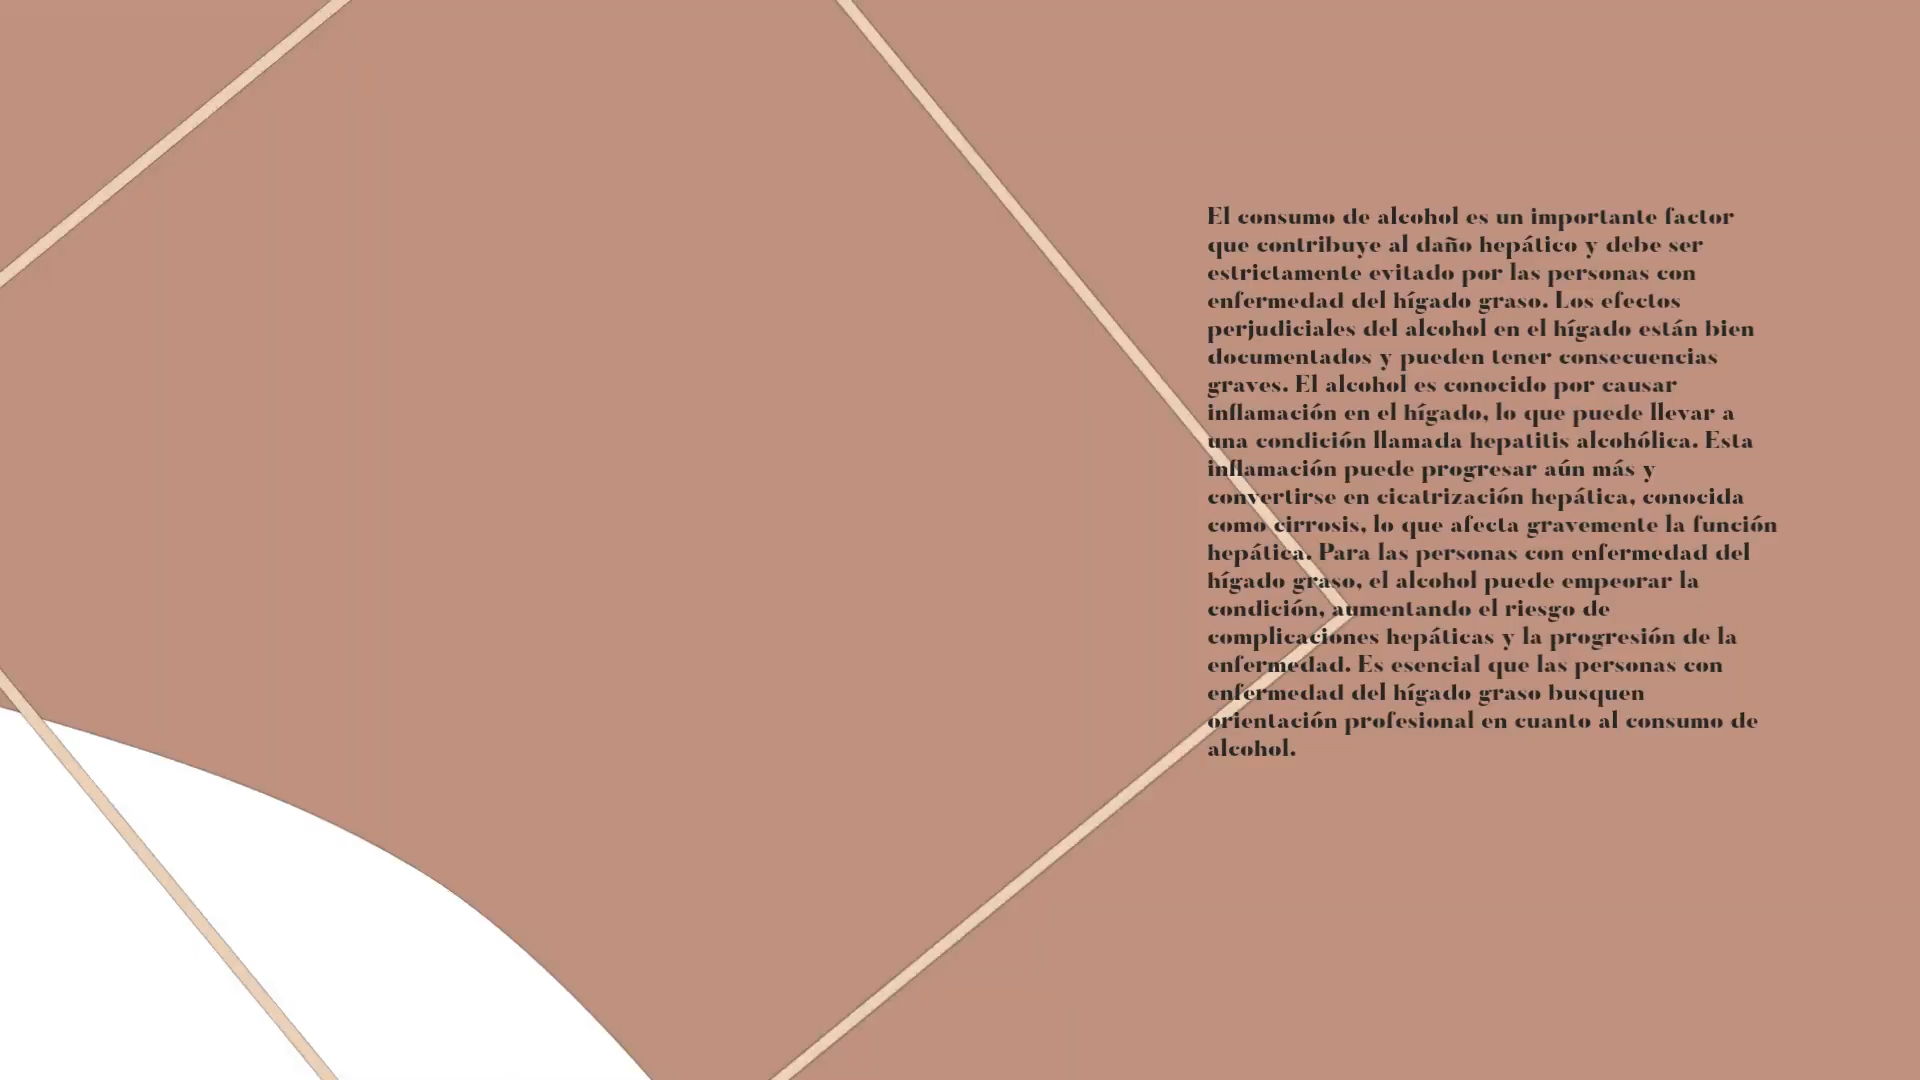 El consumo de alcohol es un importante factor
que contribuye al daño hepático y debe ser
estrictamente evitado por las personas con
enfermedad del hígado graso. Los efectos
perjudiciales del alcohol en el hígado están bien
documentados y pueden tener consecuencias
graves. El alcohol es conocido por causar
inflamación en el hígado, lo que puede llevar a
una condición llamada hepatitis alcohólica. Esta
inflamación puede progresar aún más y
convertirse en cicatrización hepática, conocida
como cirrosis, lo que afecta gravemente la función
hepática. Para las personas con enfermedad del
hígado graso, el alcohol puede empeorar la
condición, aumentando el riesgo de
complicaciones hepáticas y la progresión de la
enfermedad. Es esencial que las personas con
enfermedad del hígado graso busquen
orientación profesional en cuanto al consumo de
alcohol.